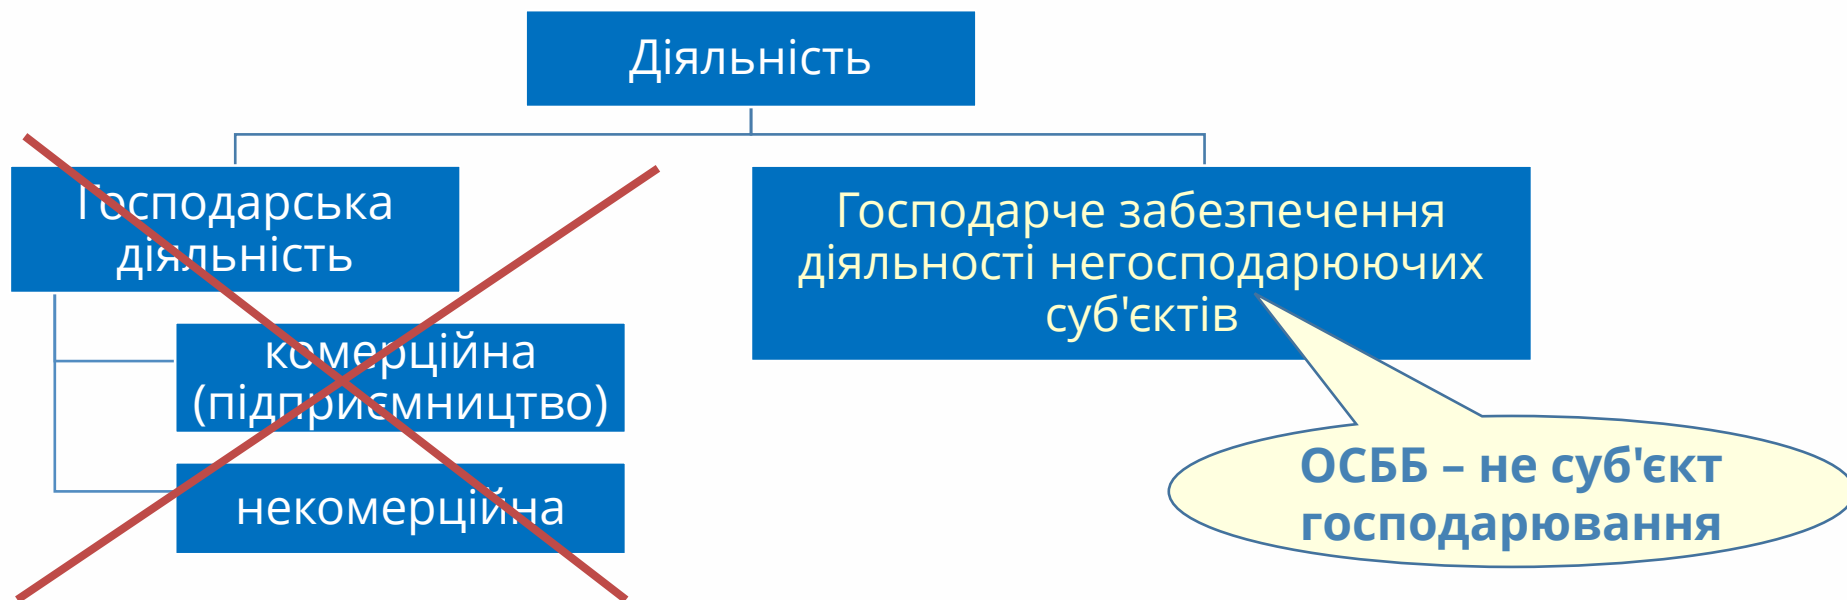 Діяльність
Господарська
діяльність
комерційна
(підприємництво)
некомерційна
Господарче забезпечення
діяльності негосподарюючих
суб'єктів
ОСББ – не суб'єкт
господарювання